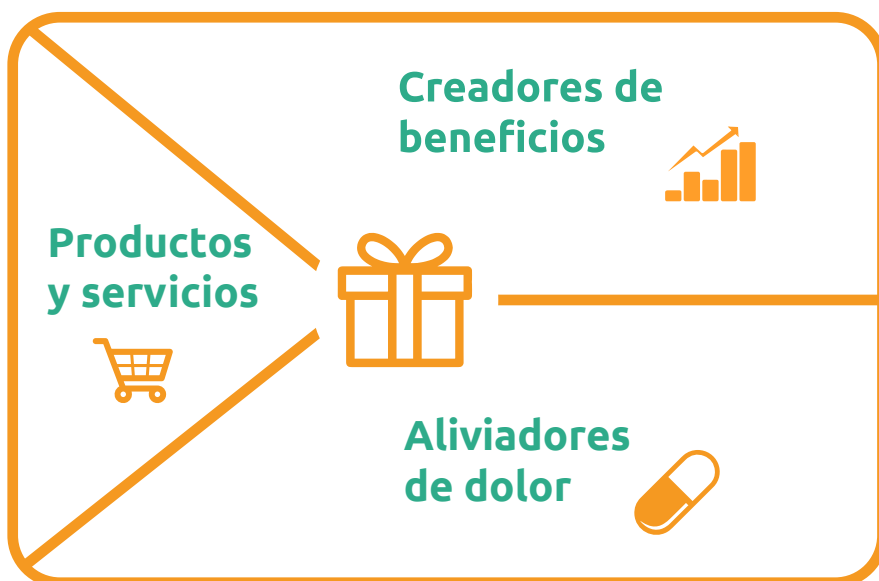 Creadores de
beneficios
Productos
y servicios
Aliviadores
de dolor